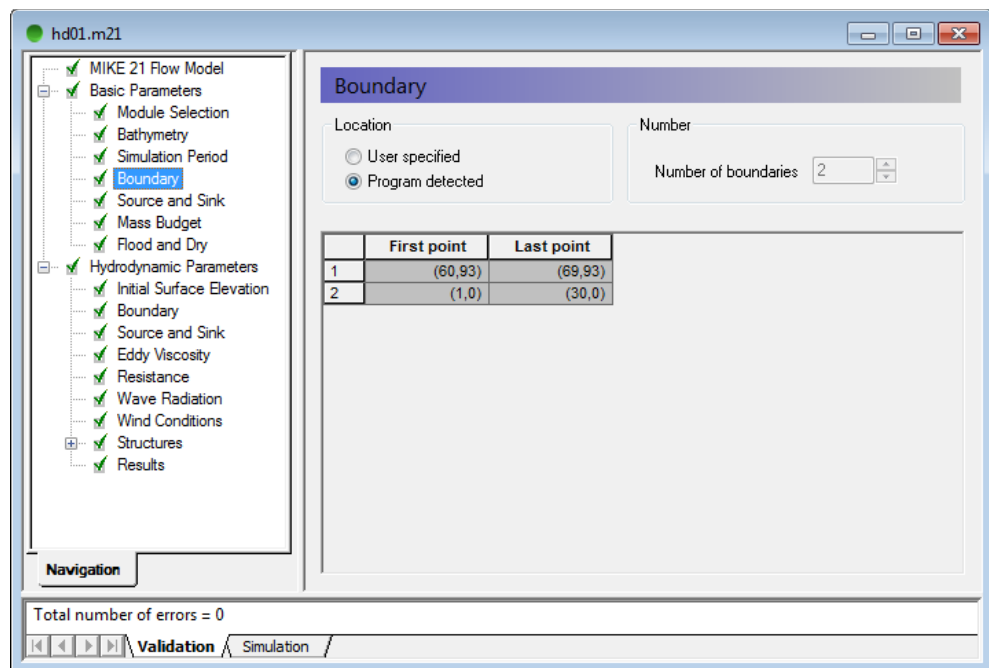 hd01.m21
MIKE 21 Flow Model
Basic Parameters
Module Selection
Bathymetry
Simulation Period
Boundary
Source and Sink
Mass Budget
Flood and Dry
Hydrodynamic Parameters
Initial Surface Elevation
Boundary
Source and Sink
Eddy Viscosity
Resistance
Wave Radiation
Wind Conditions
Structures
Results
Navigation
Boundary
Location
User specified
Program detected
Number
Number of boundaries 2
First point Last point
1 (60,93) (69,93)
2 (1,0) (30,0)
Total number of errors = 0
Validation Simulation